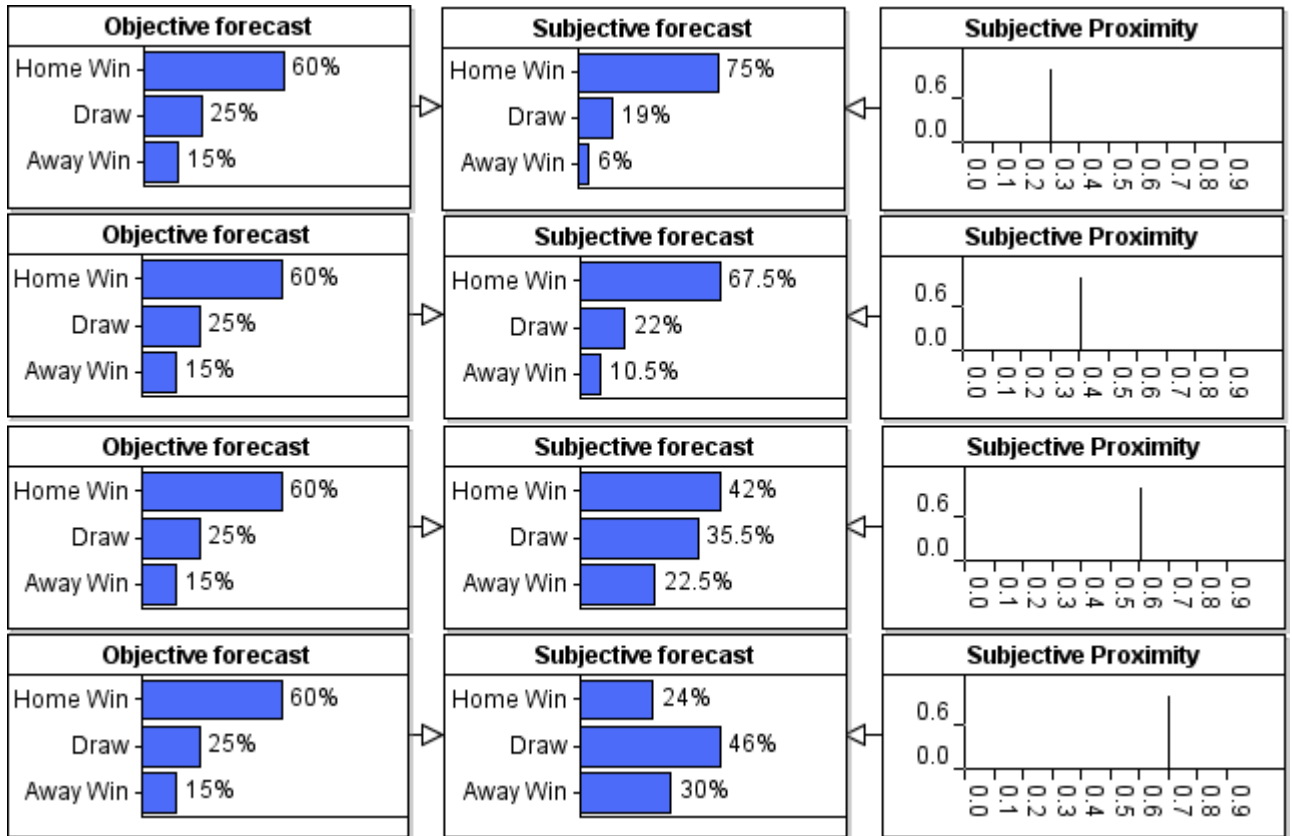 Objective forecast
Home Win 60%
Draw 25%
Away Win 15%
Subjective forecast
Home Win 75%
Draw 19%
Away Win 6%
Subjective Proximity
0.6
0.0
0.0 0.1 0.2 0.3 0.4 0.5 0.6 0.7 0.8 0.9
Objective forecast
Home Win 60%
Draw 25%
Away Win 15%
Subjective forecast
Home Win 67.5%
Draw 22%
Away Win 10.5%
Subjective Proximity
0.6
0.0
0.0 0.1 0.2 0.3 0.4 0.5 0.6 0.7 0.8 0.9
Objective forecast
Home Win 60%
Draw 25%
Away Win 15%
Subjective forecast
Home Win 42%
Draw 35.5%
Away Win 22.5%
Subjective Proximity
0.6
0.0
0.0 0.1 0.2 0.3 0.4 0.5 0.6 0.7 0.8 0.9
Objective forecast
Home Win 60%
Draw 25%
Away Win 15%
Subjective forecast
Home Win 24%
Draw 46%
Away Win 30%
Subjective Proximity
0.6
0.0
0.0 0.1 0.2 0.3 0.4 0.5 0.6 0.7 0.8 0.9